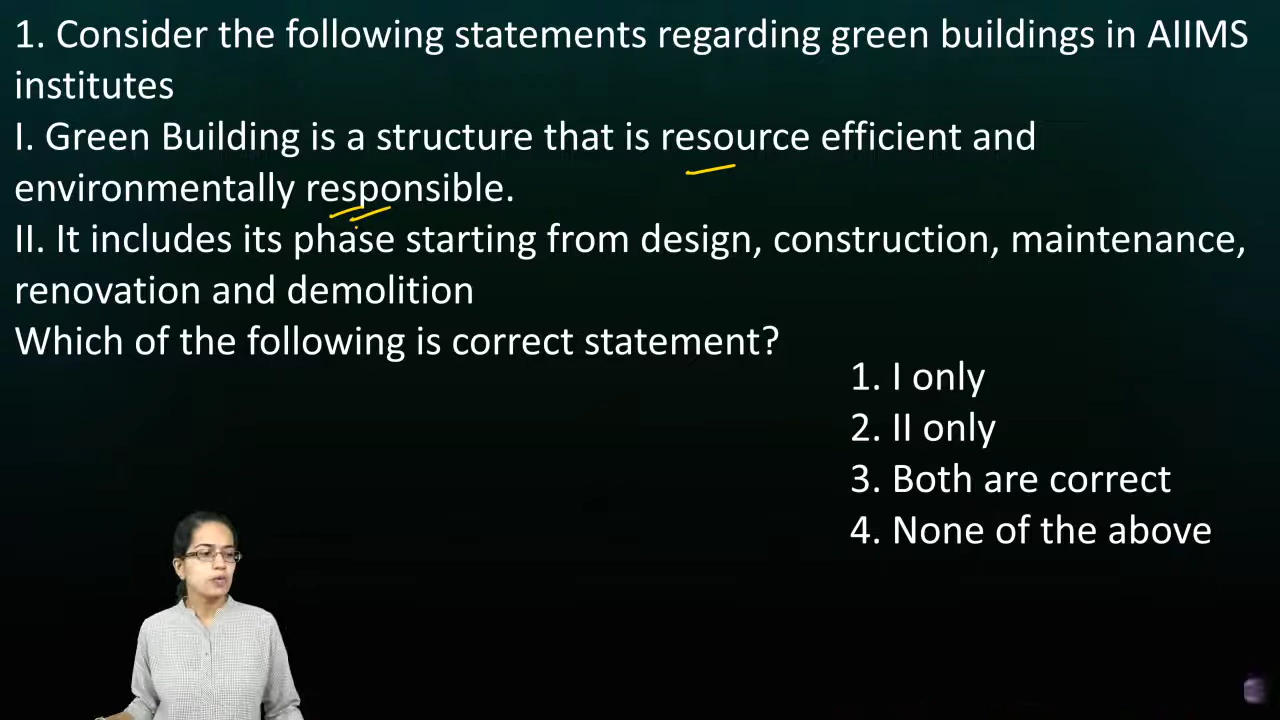 1. Consider the following statements regarding green buildings in AIIMS
institutes
I. Green Building is a structure that is resource efficient and
environmentally responsible.
II. It includes its phase starting from design, construction, maintenance,
renovation and demolition
Which of the following is correct statement?
1. I only
2. II only
3. Both are correct
4. None of the above